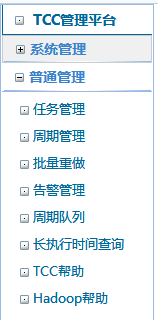 TCC管理平台
系统管理
普通管理
任务管理
周期管理
批量重做
告警管理
周期队列
长执行时间查询
TCC帮助
Hadoop帮助